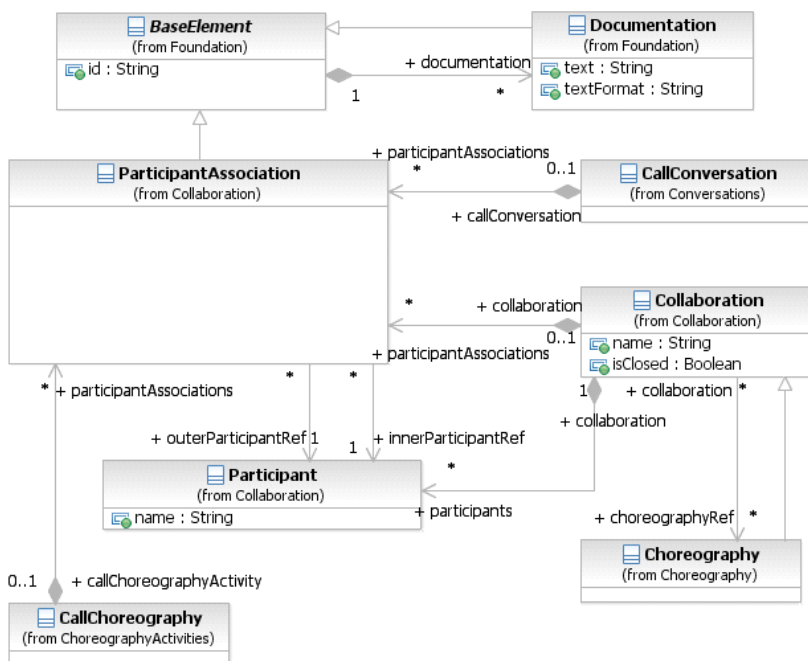 BaseElement
(from Foundation)
id : String
Documentation
(from Foundation)
text : String
textFormat : String
+ documentation
1
*
ParticipantAssociation
(from Collaboration)
+ participantAssociations
*
0..1
+ callConversation
CallConversation
(from Conversations)
*
+ collaboration
0..1
+ participantAssociations
Collaboration
(from Collaboration)
name : String
isClosed : Boolean
* + participantAssociations
*
*
+ outerParticipantRef 1
1
+ innerParticipantRef
1
+ collaboration
+ collaboration *
Participant
(from Collaboration)
name : String
*
+ participants
+ choreographyRef *
Choreography
(from Choreography)
0..1
+ callChoreographyActivity
CallChoreography
(from ChoreographyActivities)